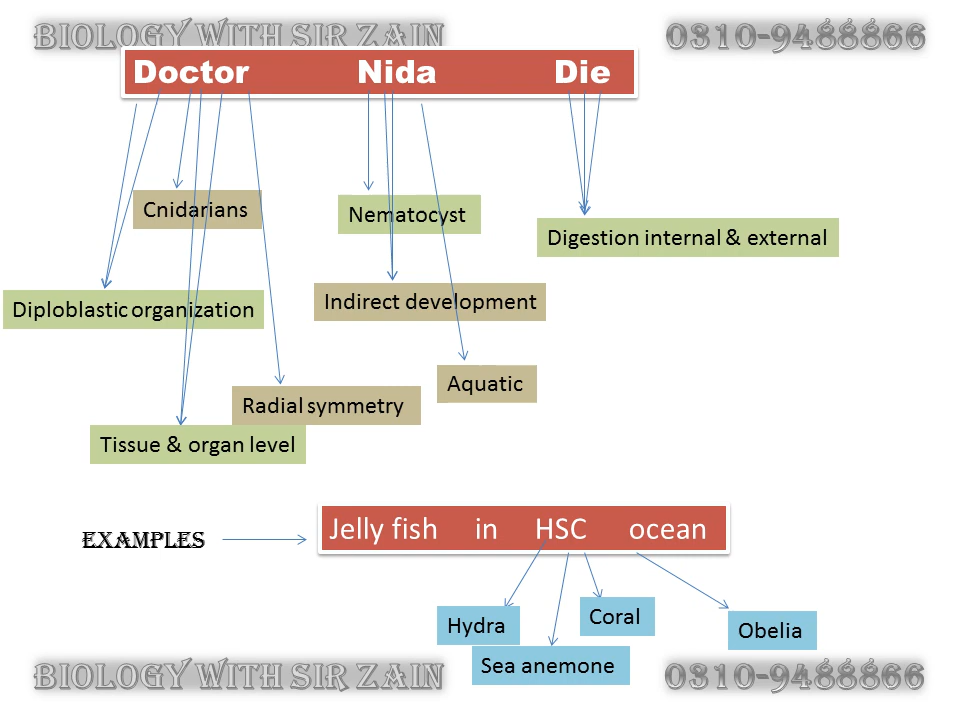 BIOLOGY WITH SIR ZAIN 0310-9488866
Doctor Nida Die
Cnidarians
Nematocyst
Digestion internal & external
Diploblastic organization
Indirect development
Aquatic
Radial symmetry
Tissue & organ level
EXAMPLES
Jelly fish in HSC ocean
Hydra
Coral
Obelia
Sea anemone
BIOLOGY WITH SIR ZAIN 0310-9488866